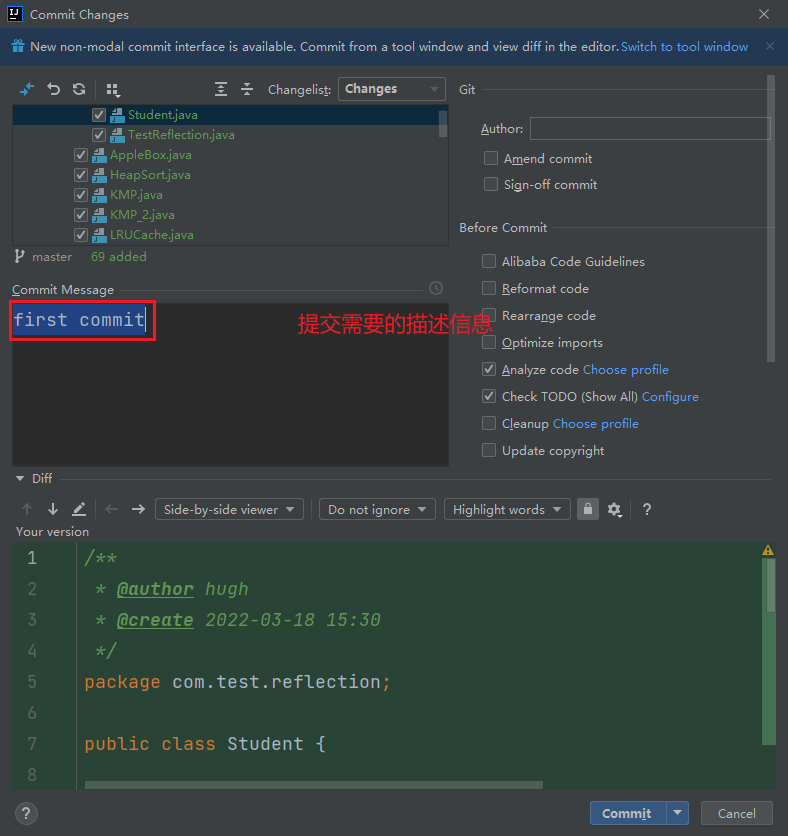 Commit Changes
New non-modal commit interface is available. Commit from a tool window and view diff in the editor. Switch to tool window
Changelist: Changes
Student.java
TestReflection.java
AppleBox.java
HeapSort.java
KMP.java
KMP_2.java
LRUCache.java
master 69 added
Commit Message
first commit
提交需要的描述信息
Git
Author:
Amend commit
Sign-off commit
Before Commit
Alibaba Code Guidelines
Reformat code
Rearrange code
Optimize imports
Analyze code Choose profile
Check TODO (Show All) Configure
Cleanup Choose profile
Update copyright
Diff
Side-by-side viewer Do not ignore Highlight words ?
Your version
1 /**
2 * @author hugh
3 * @create 2022-03-18 15:30
4 */
5 package com.test.reflection;
6
7 public class Student {
8
? Commit Cancel